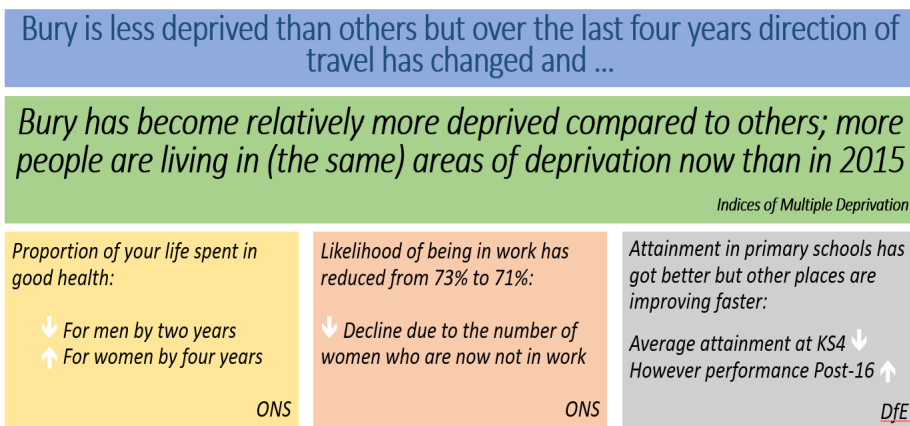 Bury is less deprived than others but over the last four years direction of
travel has changed and ...
Bury has become relatively more deprived compared to others; more
people are living in (the same) areas of deprivation now than in 2015
Indices of Multiple Deprivation
Proportion of your life spent in
good health:
For men by two years
For women by four years
ONS
Likelihood of being in work has
reduced from 73% to 71%:
Decline due to the number of
women who are now not in work
ONS
Attainment in primary schools has
got better but other places are
improving faster:
Average attainment at KS4
However performance Post-16
DfE